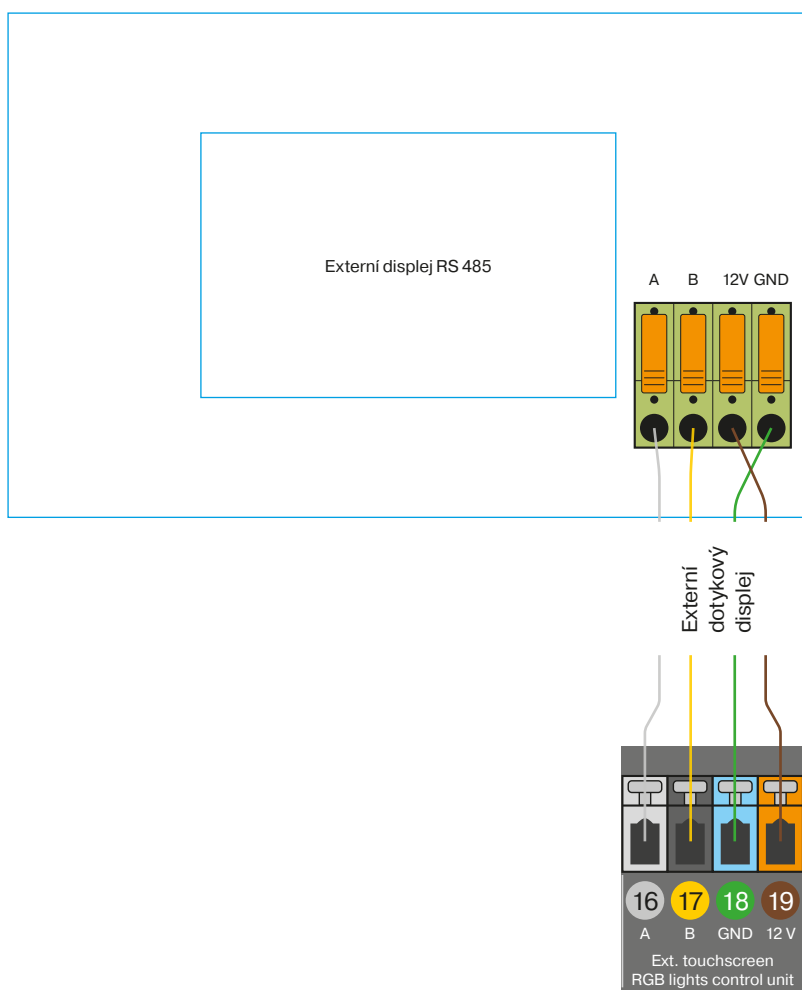 Externí displej RS 485
A B 12V GND
Externí
dotykový
displej
16 17 18 19
A B GND 12 V
Ext. touchscreen
RGB lights control unit